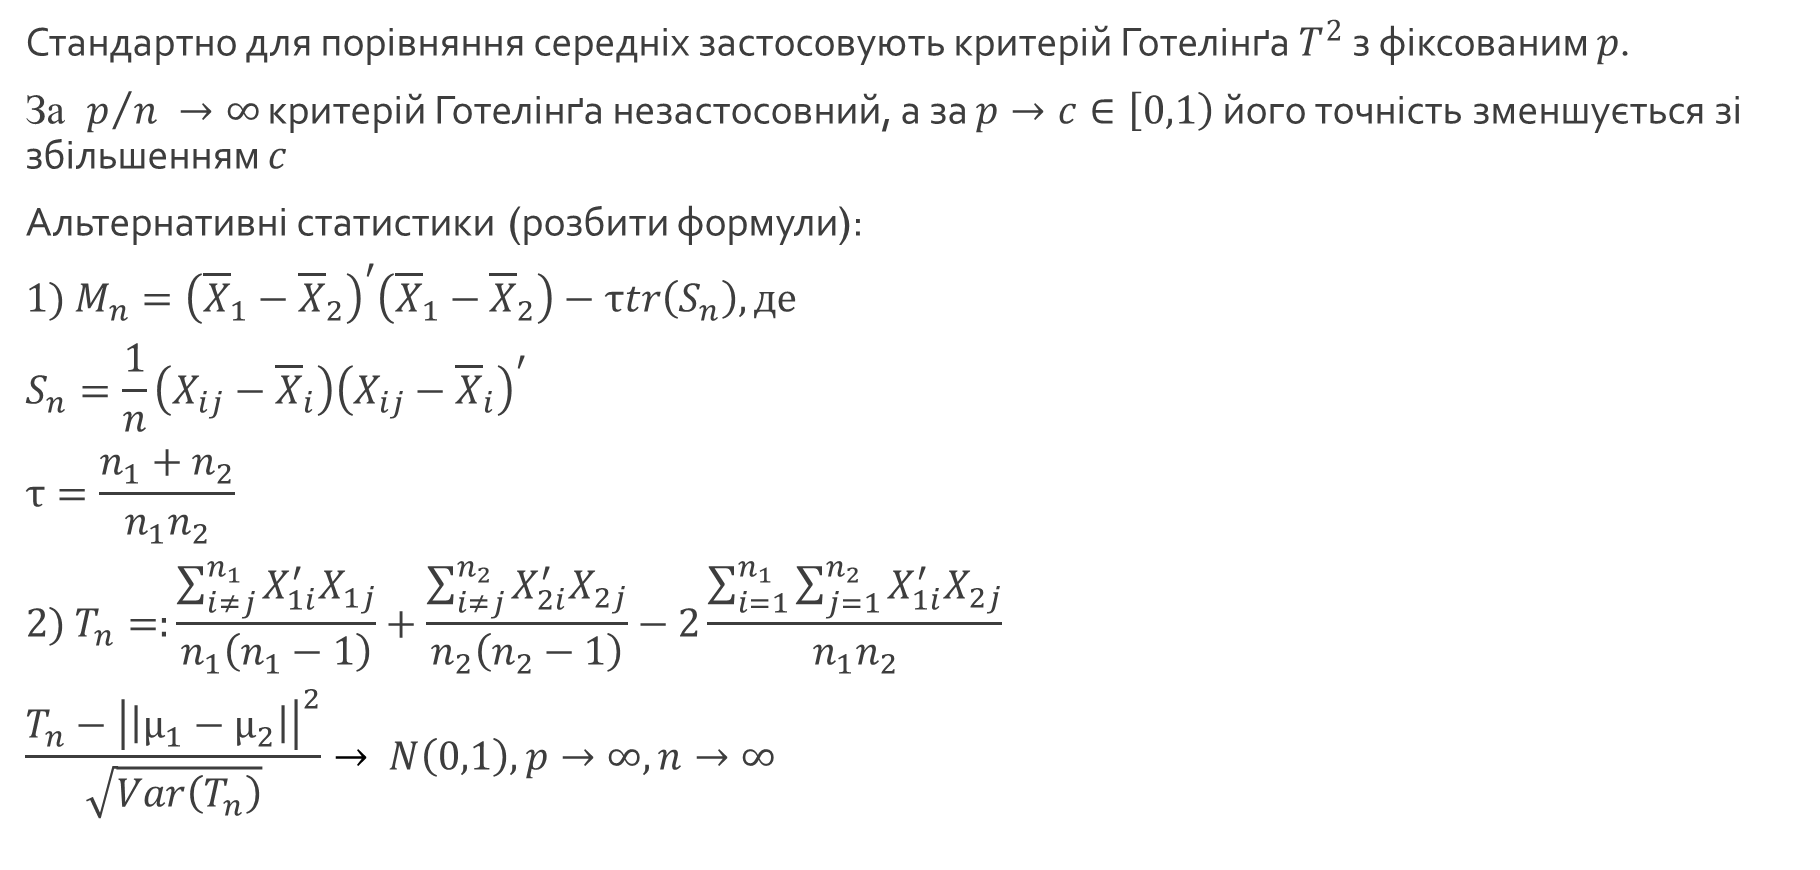 Стандартно для порівняння середніх застосовують критерій Готелінґа T² з фіксованим p.
За p/n → ∞ критерій Готелінґа незастосовний, а за p → c ∈ [0,1) його точність зменшується зі
збільшенням c
Альтернативні статистики (розбити формули):
1) Mₙ = (X̅₁ − X̅₂)′(X̅₁ − X̅₂) − τtr(Sₙ), де
Sₙ = 1/n (Xᵢⱼ − X̅ᵢ)(Xᵢⱼ − X̅ᵢ)′
τ = (n₁ + n₂)/(n₁n₂)
2) Tₙ =: (∑_{i≠j}^{n₁} X′₁ᵢX₁ⱼ)/(n₁(n₁ − 1)) + (∑_{i≠j}^{n₂} X′₂ᵢX₂ⱼ)/(n₂(n₂ − 1)) − 2 (∑_{i=1}^{n₁} ∑_{j=1}^{n₂} X′₁ᵢX₂ⱼ)/(n₁n₂)
(Tₙ − ||μ₁ − μ₂||²)/√(Var(Tₙ)) → N(0,1), p → ∞, n → ∞